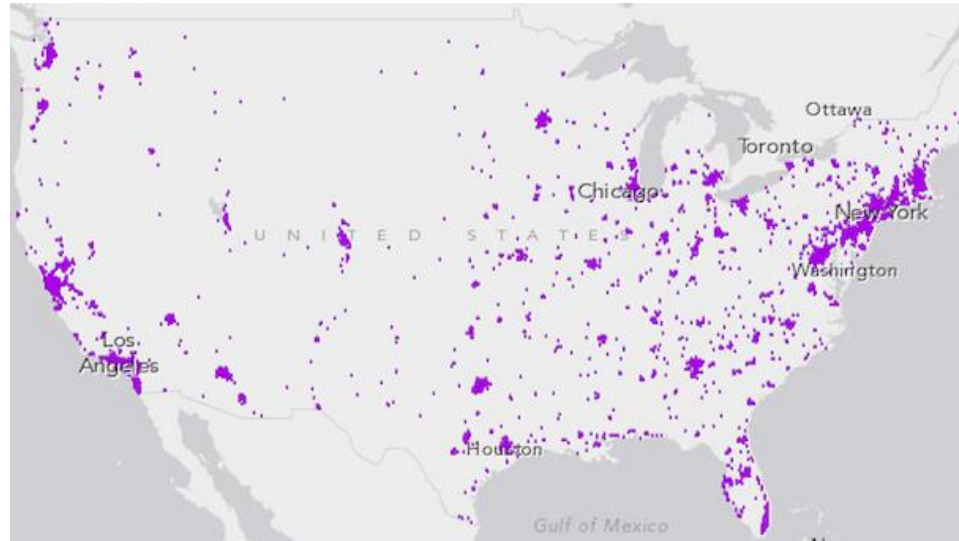 Ottawa
Toronto
Chicago
New York
UNITED STATES
Washington
Los
Angeles
Houston
Gulf of Mexico